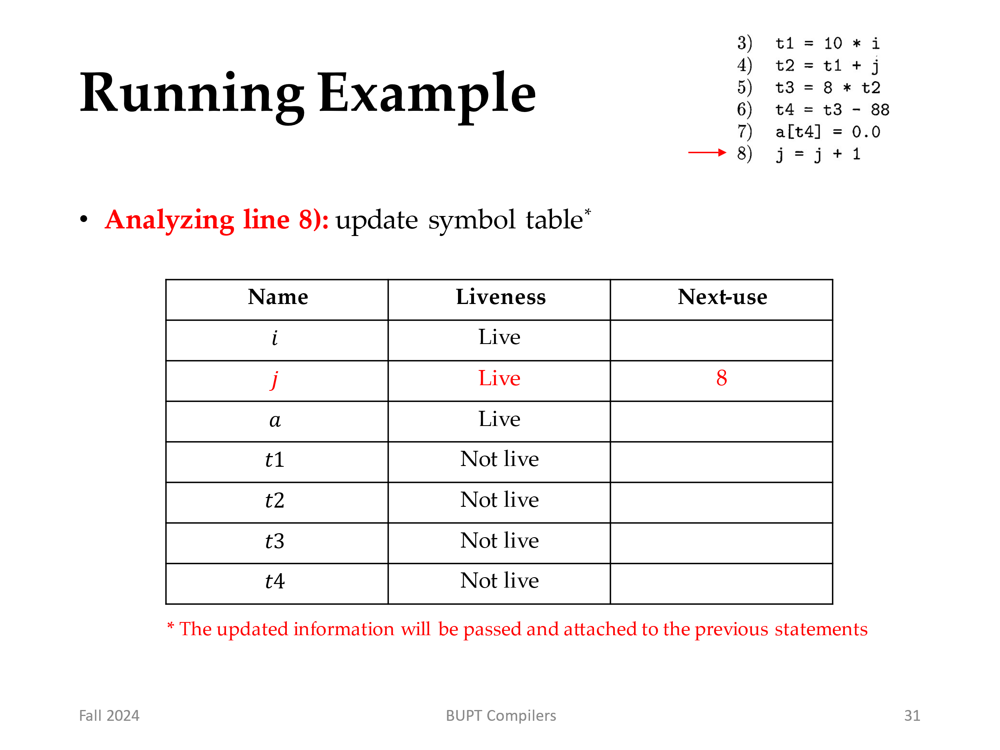 3) t1 = 10 * i
4) t2 = t1 + j
5) t3 = 8 * t2
6) t4 = t3 - 88
7) a[t4] = 0.0
8) j = j + 1
Running Example
• Analyzing line 8): update symbol table*
Name Liveness Next-use
i Live
j Live 8
a Live
t1 Not live
t2 Not live
t3 Not live
t4 Not live
* The updated information will be passed and attached to the previous statements
Fall 2024 BUPT Compilers 31